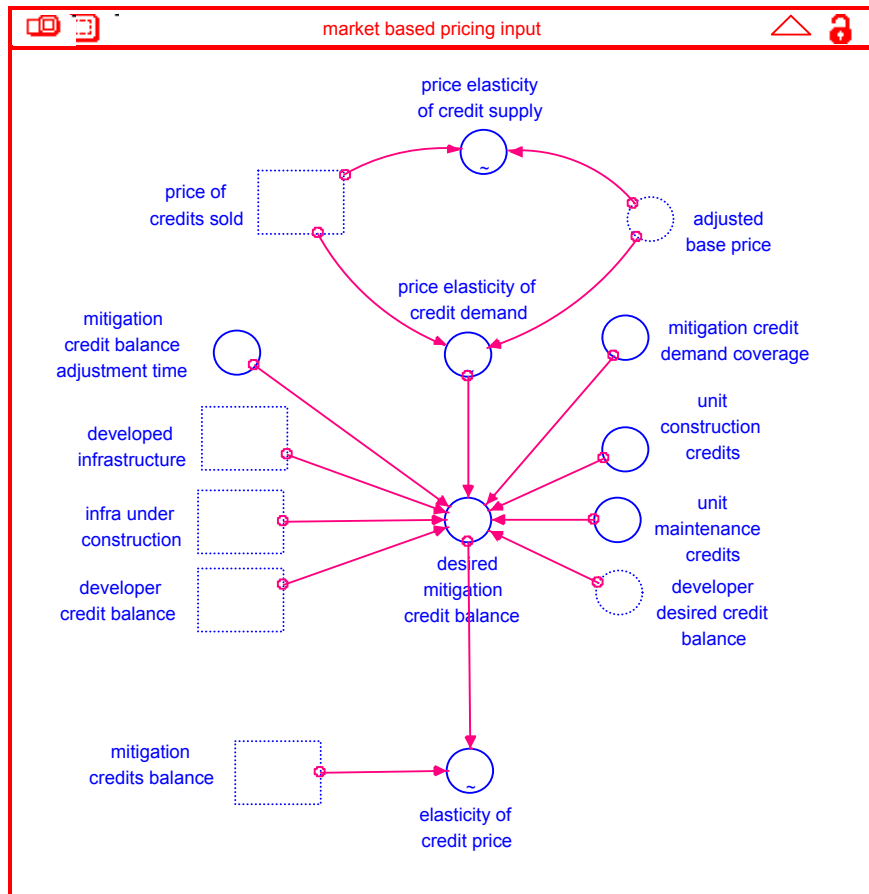 market based pricing input
price elasticity
of credit supply
price of
credits sold
adjusted
base price
price elasticity of
credit demand
mitigation
credit balance
adjustment time
mitigation credit
demand coverage
developed
infrastructure
unit
construction
credits
infra under
construction
unit
maintenance
credits
developer
credit balance
desired
mitigation
credit balance
developer
desired credit
balance
mitigation
credits balance
elasticity of
credit price